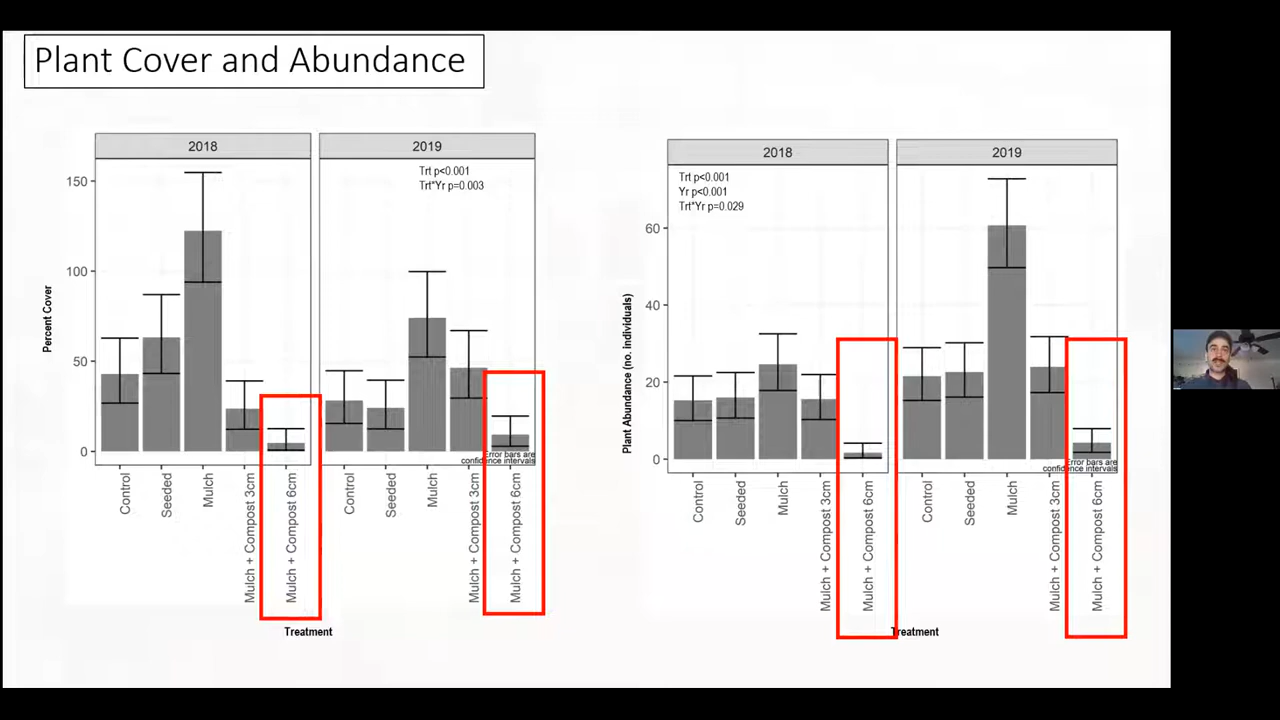 Plant Cover and Abundance
2018
2019
Trt p<0.001
Trt*Yr p=0.003
150
100
50
0
Percent Cover
Error bars are
confidence intervals
Control
Seeded
Mulch
Mulch + Compost 3cm
Mulch + Compost 6cm
Control
Seeded
Mulch
Mulch + Compost 3cm
Mulch + Compost 6cm
Treatment
2018
2019
Trt p<0.001
Yr p<0.001
Trt*Yr p=0.029
60
40
20
0
Plant Abundance (no. individuals)
Error bars are
confidence intervals
Control
Seeded
Mulch
Mulch + Compost 3cm
Mulch + Compost 6cm
Control
Seeded
Mulch
Mulch + Compost 3cm
Mulch + Compost 6cm
Treatment